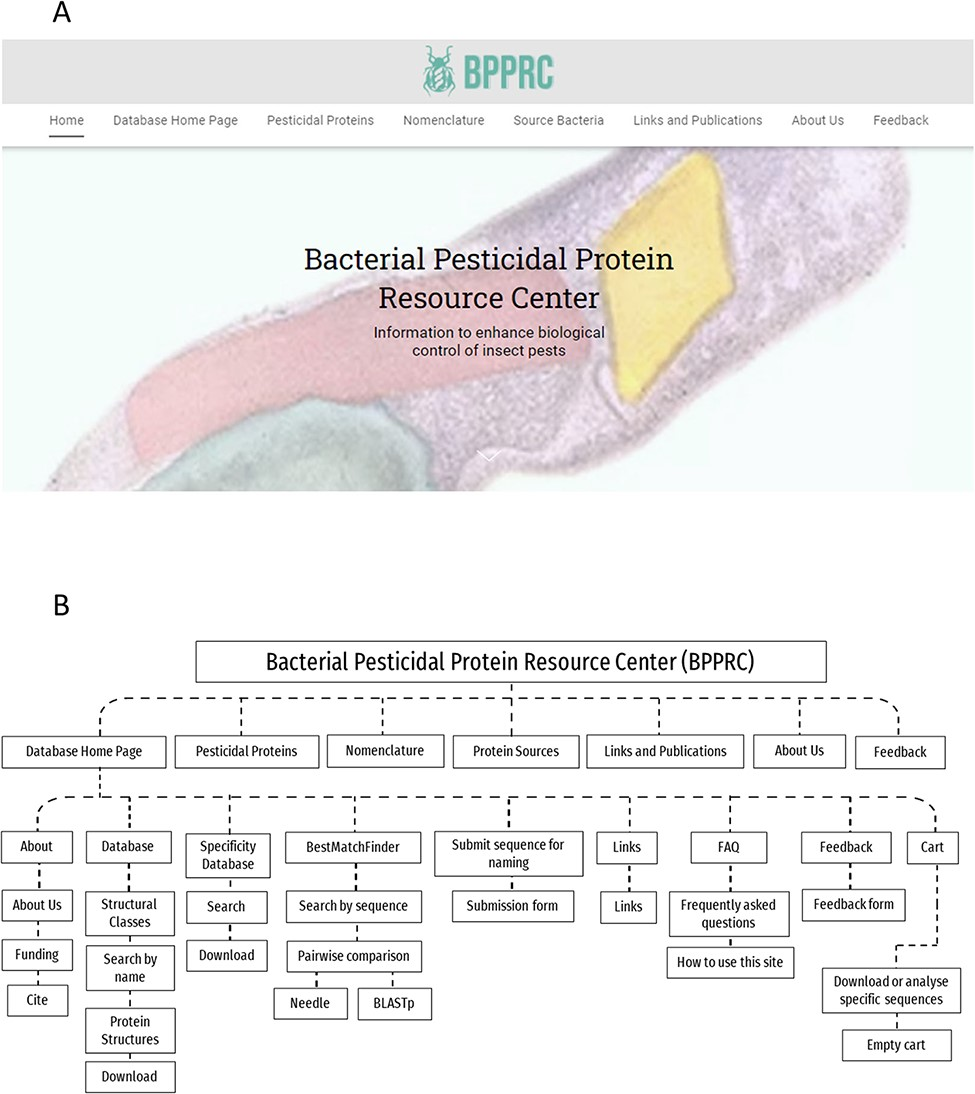 A
BPPRC
Home Database Home Page Pesticidal Proteins Nomenclature Source Bacteria Links and Publications About Us Feedback
Bacterial Pesticidal Protein
Resource Center
Information to enhance biological
control of insect pests
B
Bacterial Pesticidal Protein Resource Center (BPPRC)
Database Home Page Pesticidal Proteins Nomenclature Protein Sources Links and Publications About Us Feedback
About
About Us
Funding
Cite
Database
Structural
Classes
Search by
name
Protein
Structures
Download
Specificity
Database
Search
Download
BestMatchFinder
Search by sequence
Pairwise comparison
Needle BLASTp
Submit sequence for
naming
Submission form
Links
Links
FAQ
Frequently asked
questions
How to use this site
Feedback
Feedback form
Cart
Download or analyse
specific sequences
Empty cart